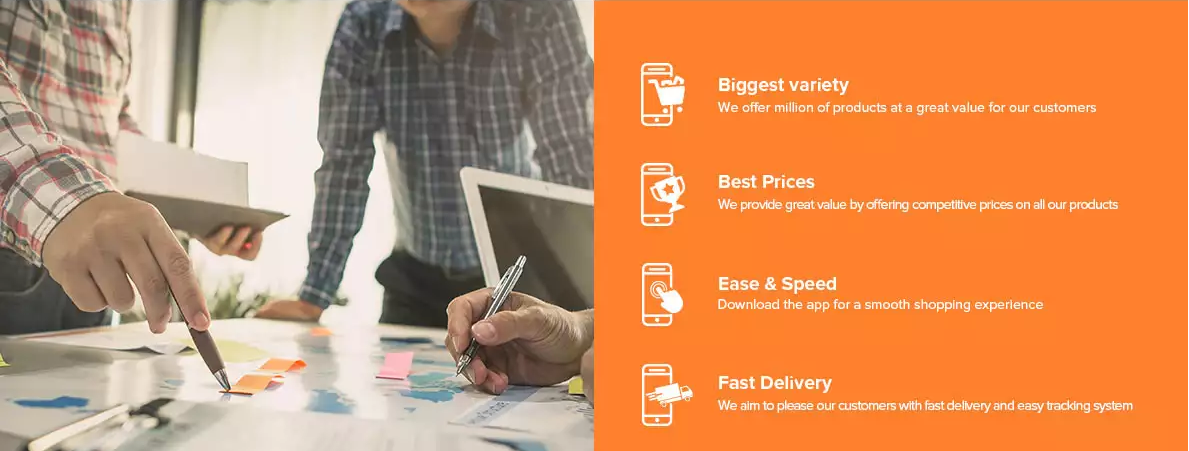 Biggest variety
We offer million of products at a great value for our customers
Best Prices
We provide great value by offering competitive prices on all our products
Ease & Speed
Download the app for a smooth shopping experience
Fast Delivery
We aim to please our customers with fast delivery and easy tracking system